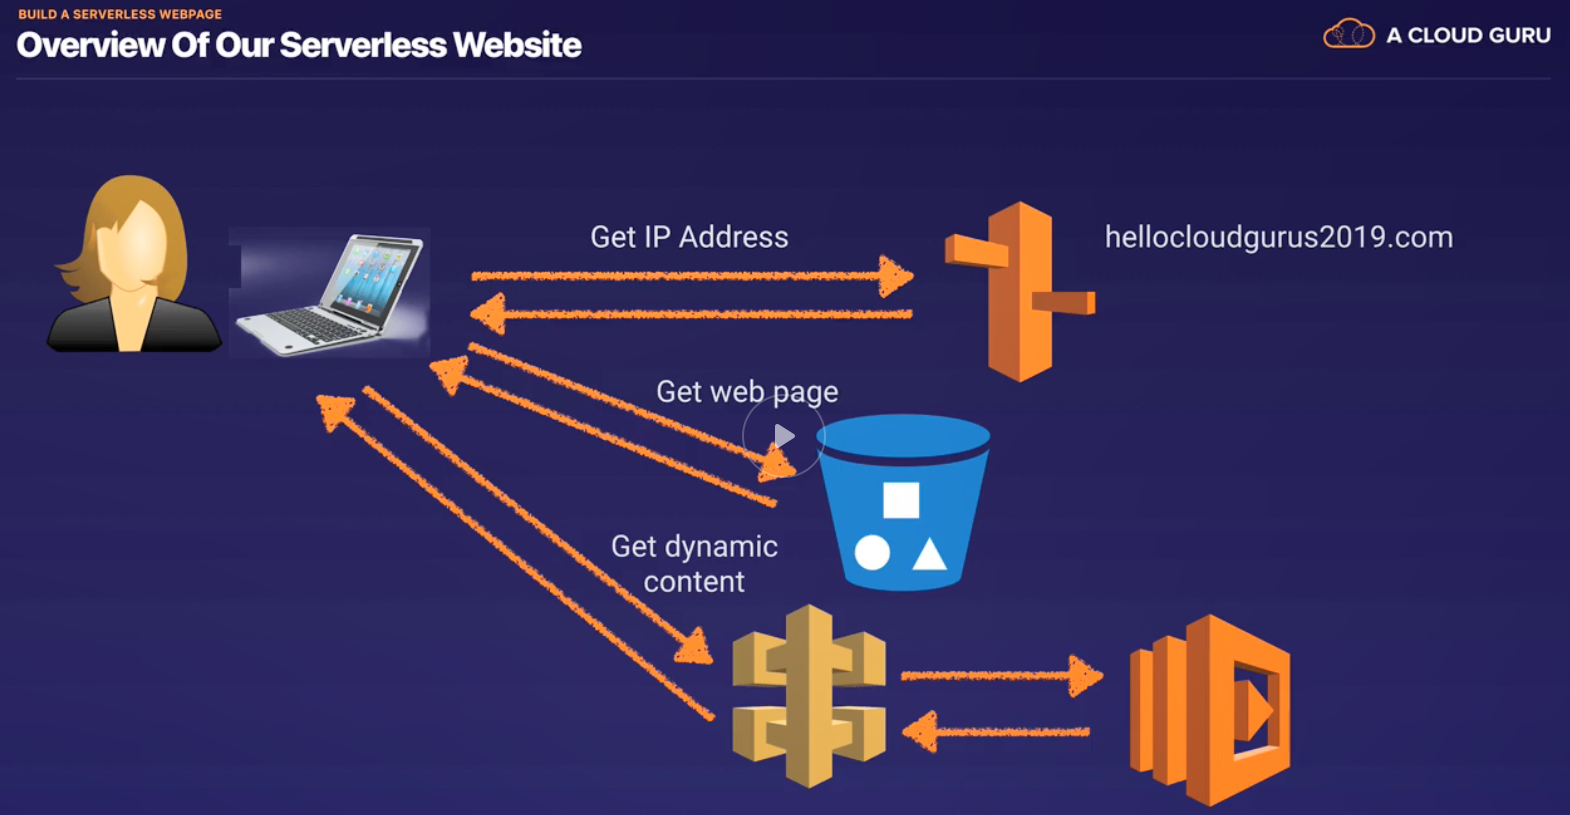 BUILD A SERVERLESS WEBPAGE
Overview Of Our Serverless Website
A CLOUD GURU
Get IP Address
hellocloudgurus2019.com
Get web page
Get dynamic
content